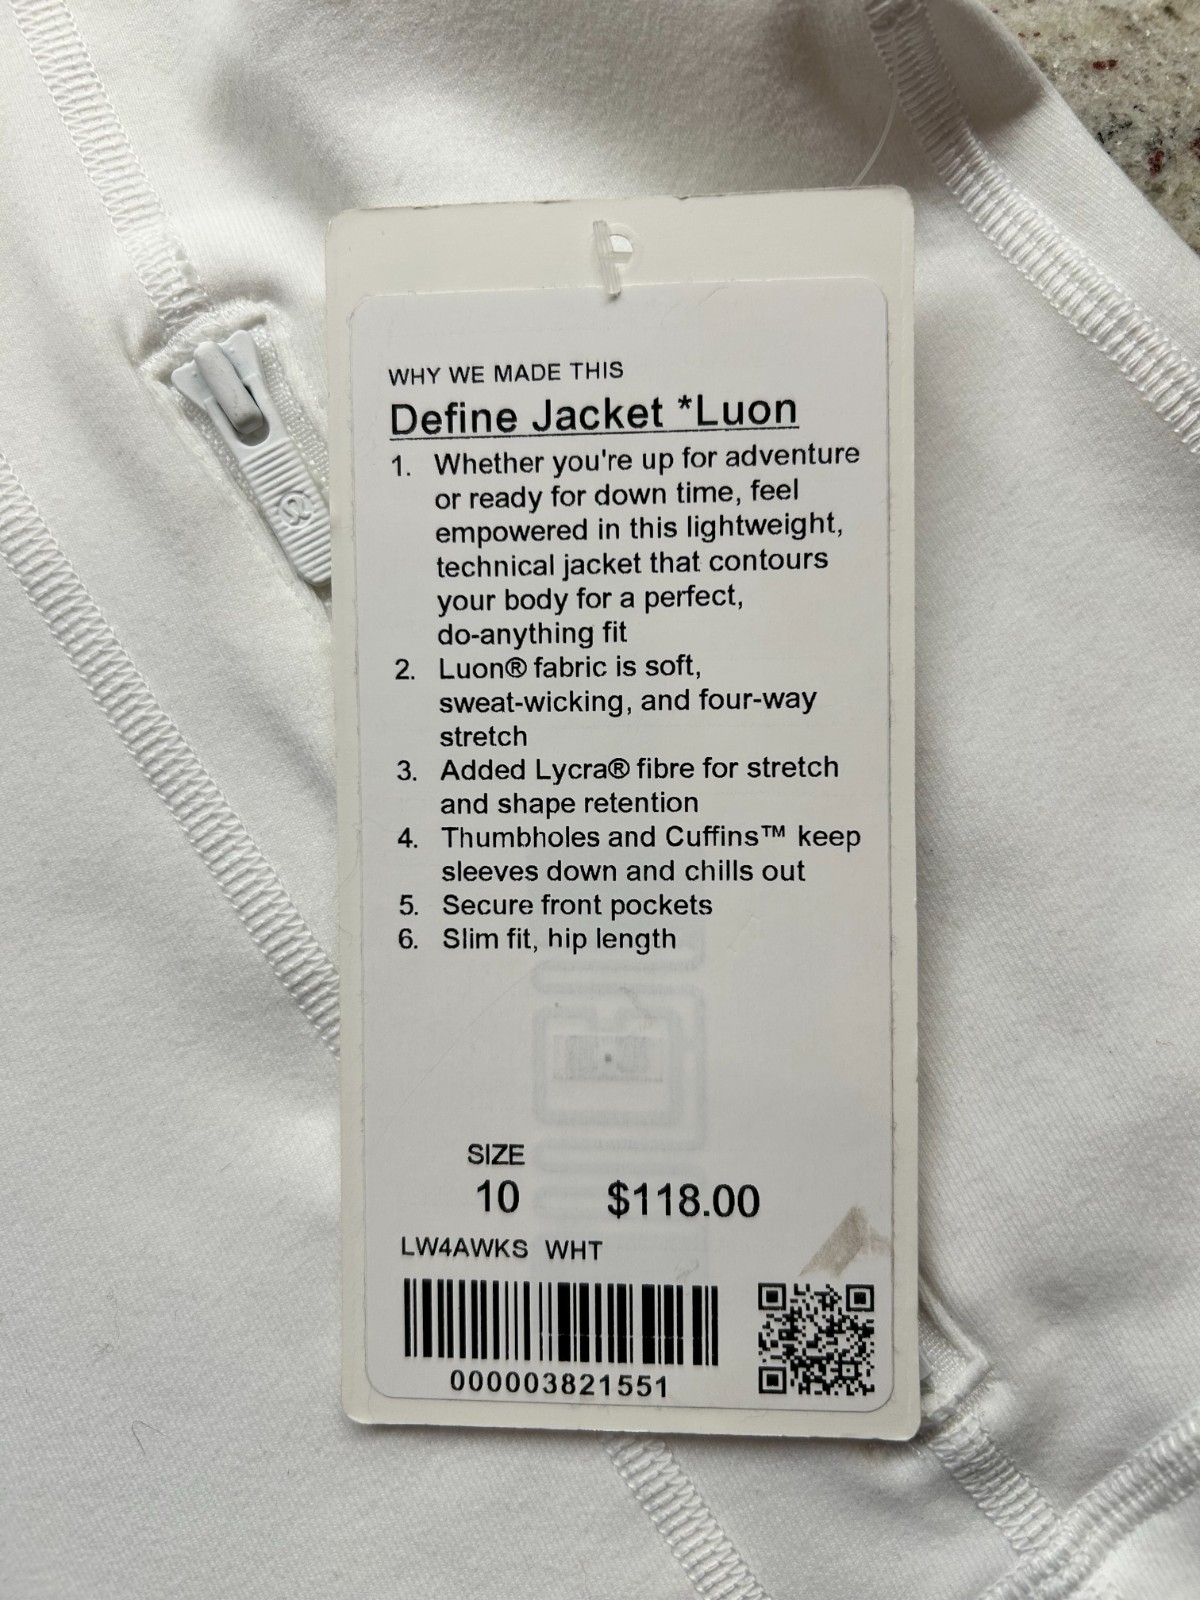 WHY WE MADE THIS
Define Jacket *Luon
1. Whether you're up for adventure
or ready for down time, feel
empowered in this lightweight,
technical jacket that contours
your body for a perfect,
do-anything fit
2. Luon® fabric is soft,
sweat-wicking, and four-way
stretch
3. Added Lycra® fibre for stretch
and shape retention
4. Thumbholes and Cuffins™ keep
sleeves down and chills out
5. Secure front pockets
6. Slim fit, hip length
SIZE
10 $118.00
LW4AWKS WHT
000003821551